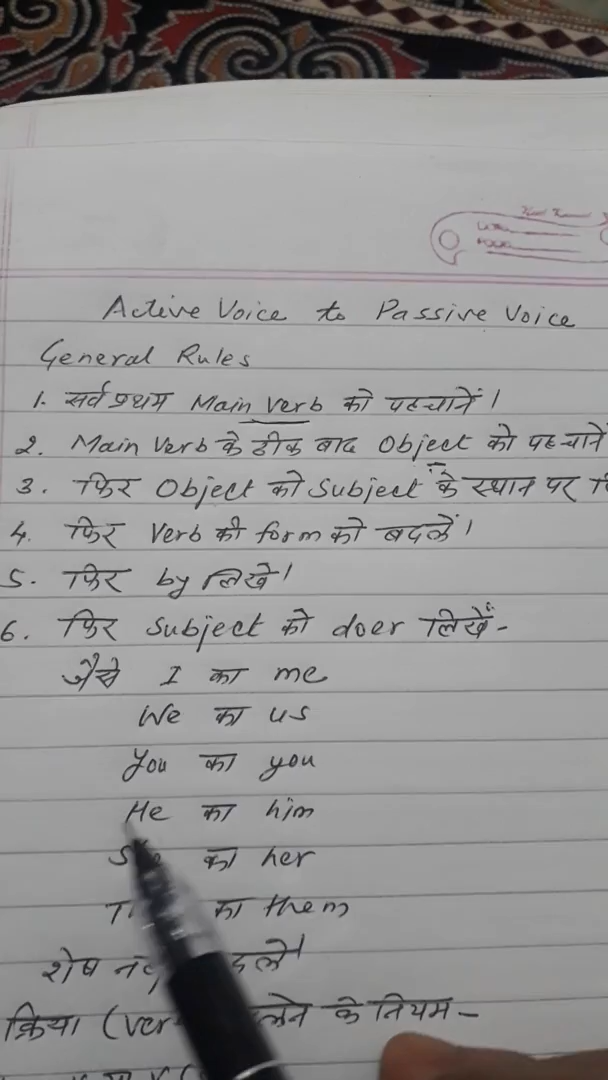 Active Voice to Passive Voice
General Rules
1. सर्व प्रथम Main Verb को पहचानें।
2. Main Verb के ठीक बाद Object को पहचानें
3. फिर Object को Subject के स्थान पर
4. फिर Verb की form को बदलें।
5. फिर by लिखें।
6. फिर Subject को doer लिखें-
जैसे I का me
We का us
You का you
He का him
का her
का them
शेष
क्रिया के नियम -